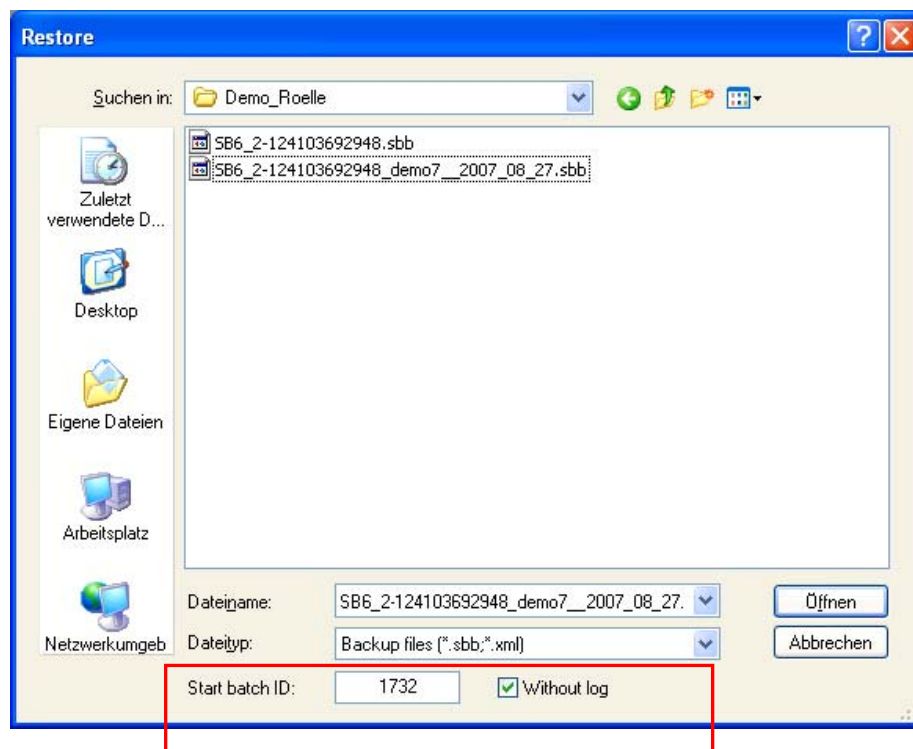 Restore
Suchen in: Demo_Roelle
SB6_2-124103692948.sbb
SB6_2-124103692948_demo7__2007_08_27.sbb
Zuletzt
verwendete D...
Desktop
Eigene Dateien
Arbeitsplatz
Netzwerkumgeb
Dateiname: SB6_2-124103692948_demo7__2007_08_27. Öffnen
Dateityp: Backup files (*.sbb;*.xml) Abbrechen
Start batch ID: 1732 Without log